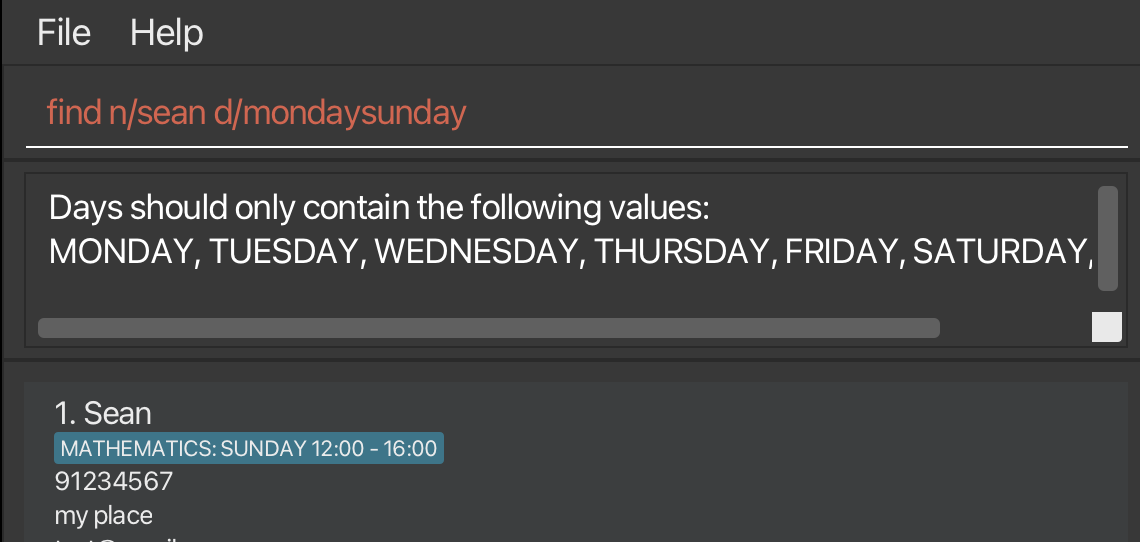 File Help
find n/sean d/mondaysunday
Days should only contain the following values:
MONDAY, TUESDAY, WEDNESDAY, THURSDAY, FRIDAY, SATURDAY,
1. Sean
MATHEMATICS: SUNDAY 12:00 - 16:00
91234567
my place